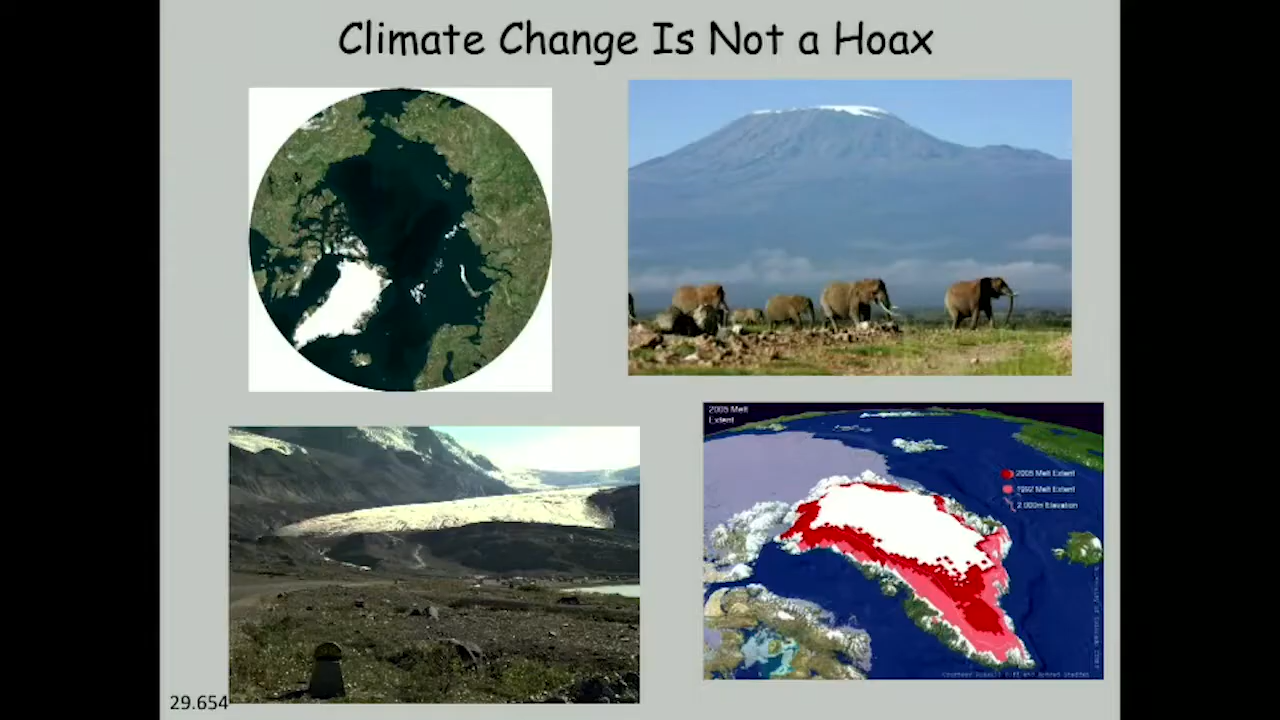 Climate Change Is Not a Hoax
2005 Melt
Extent
2005 Melt Extent
1992 Melt Extent
2,000m Elevation
29.654